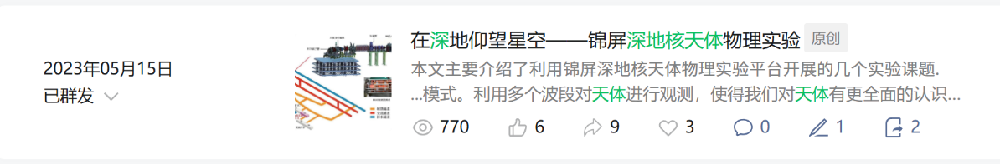 在深地仰望星空——锦屏深地核天体物理实验 原创
2023年05月15日
本文主要介绍了利用锦屏深地核天体物理实验平台开展的几个实验课题.
已群发
...模式。利用多个波段对天体进行观测，使得我们对天体有更全面的认识...
770 6 9 3 0 1 2